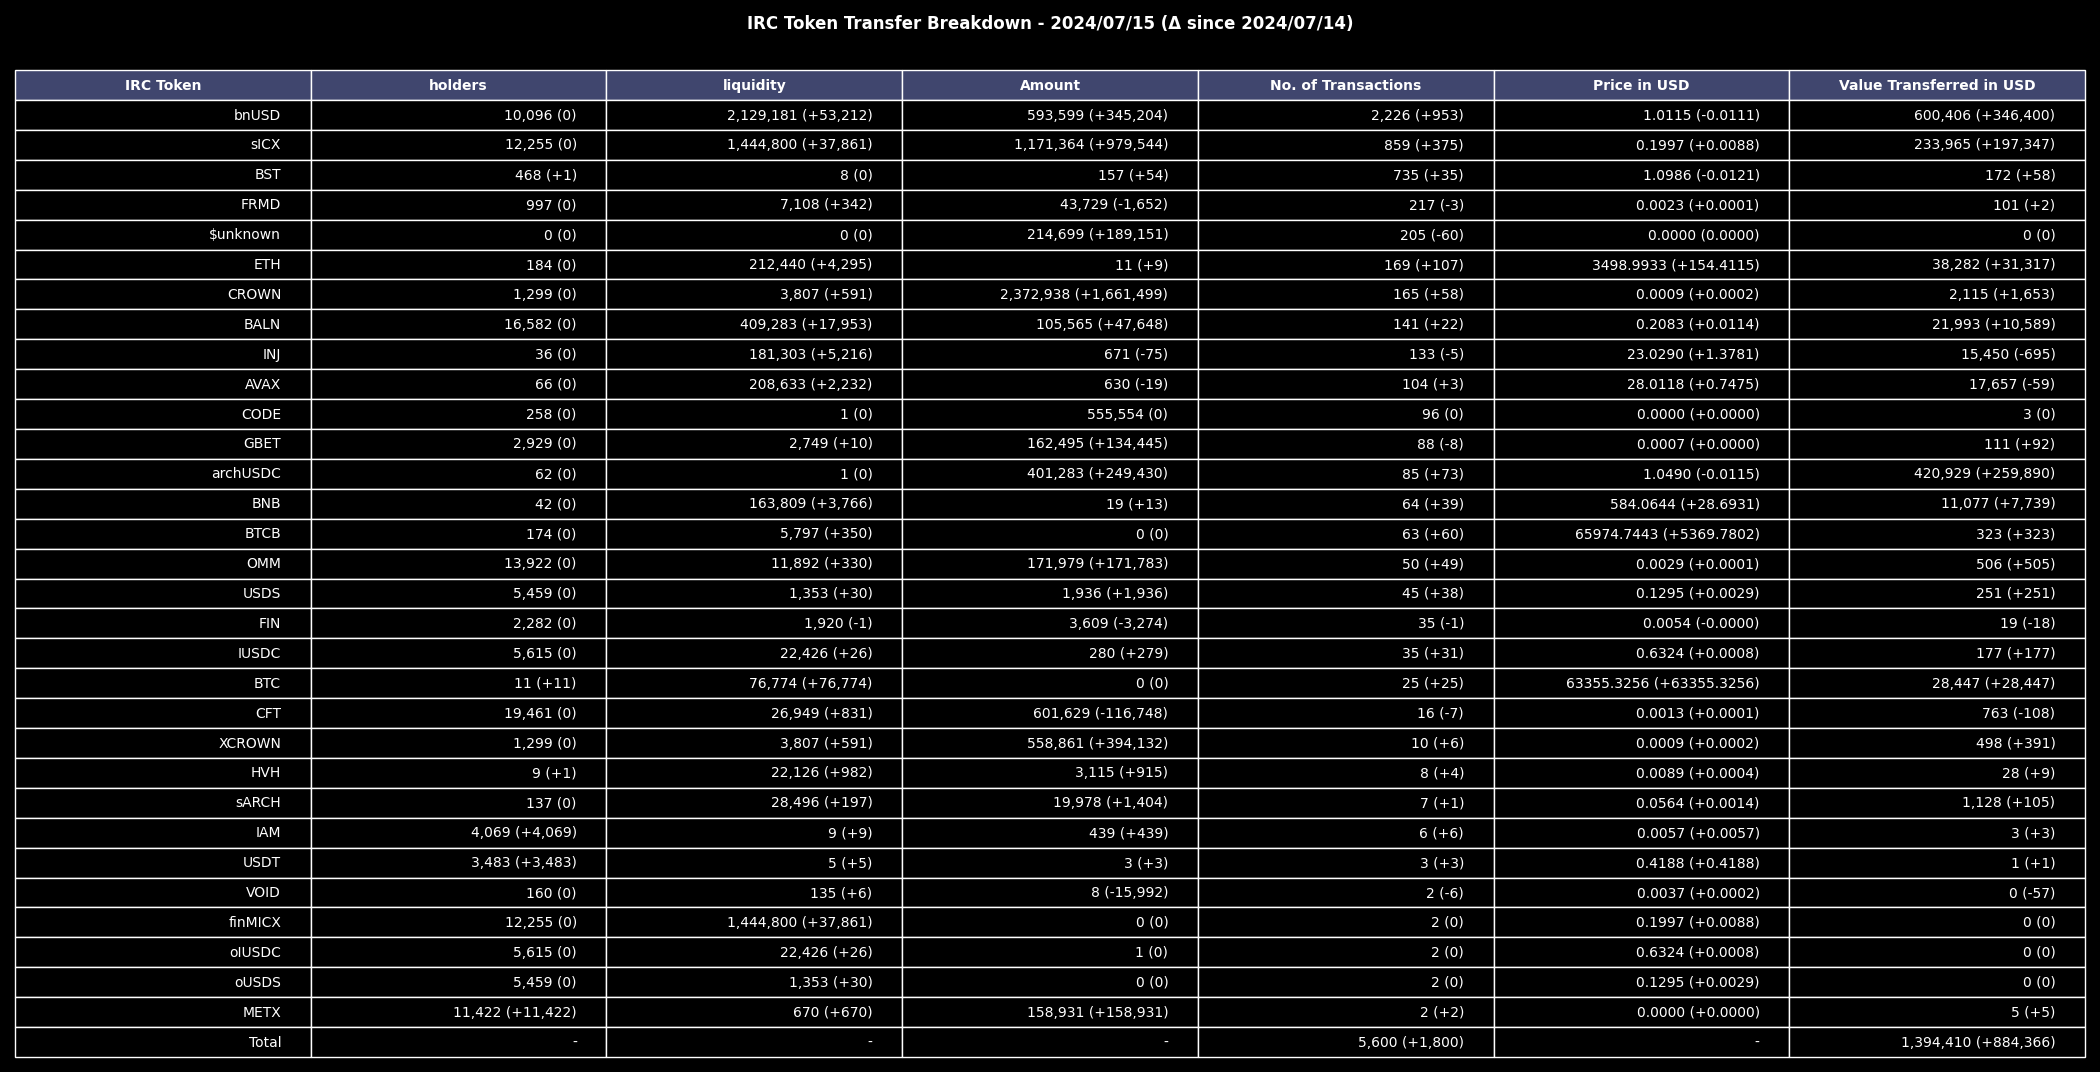 IRC Token Transfer Breakdown - 2024/07/15 (Δ since 2024/07/14)
IRC Token holders liquidity Amount No. of Transactions Price in USD Value Transferred in USD
bnUSD 10,096 (0) 2,129,181 (+53,212) 593,599 (+345,204) 2,226 (+953) 1.0115 (-0.0111) 600,406 (+346,400)
sICX 12,255 (0) 1,444,800 (+37,861) 1,171,364 (+979,544) 859 (+375) 0.1997 (+0.0088) 233,965 (+197,347)
BST 468 (+1) 8 (0) 157 (+54) 735 (+35) 1.0986 (-0.0121) 172 (+58)
FRMD 997 (0) 7,108 (+342) 43,729 (-1,652) 217 (-3) 0.0023 (+0.0001) 101 (+2)
$unknown 0 (0) 0 (0) 214,699 (+189,151) 205 (-60) 0.0000 (0.0000) 0 (0)
ETH 184 (0) 212,440 (+4,295) 11 (+9) 169 (+107) 3498.9933 (+154.4115) 38,282 (+31,317)
CROWN 1,299 (0) 3,807 (+591) 2,372,938 (+1,661,499) 165 (+58) 0.0009 (+0.0002) 2,115 (+1,653)
BALN 16,582 (0) 409,283 (+17,953) 105,565 (+47,648) 141 (+22) 0.2083 (+0.0114) 21,993 (+10,589)
INJ 36 (0) 181,303 (+5,216) 671 (-75) 133 (-5) 23.0290 (+1.3781) 15,450 (-695)
AVAX 66 (0) 208,633 (+2,232) 630 (-19) 104 (+3) 28.0118 (+0.7475) 17,657 (-59)
CODE 258 (0) 1 (0) 555,554 (0) 96 (0) 0.0000 (+0.0000) 3 (0)
GBET 2,929 (0) 2,749 (+10) 162,495 (+134,445) 88 (-8) 0.0007 (+0.0000) 111 (+92)
archUSDC 62 (0) 1 (0) 401,283 (+249,430) 85 (+73) 1.0490 (-0.0115) 420,929 (+259,890)
BNB 42 (0) 163,809 (+3,766) 19 (+13) 64 (+39) 584.0644 (+28.6931) 11,077 (+7,739)
BTCB 174 (0) 5,797 (+350) 0 (0) 63 (+60) 65974.7443 (+5369.7802) 323 (+323)
OMM 13,922 (0) 11,892 (+330) 171,979 (+171,783) 50 (+49) 0.0029 (+0.0001) 506 (+505)
USDS 5,459 (0) 1,353 (+30) 1,936 (+1,936) 45 (+38) 0.1295 (+0.0029) 251 (+251)
FIN 2,282 (0) 1,920 (-1) 3,609 (-3,274) 35 (-1) 0.0054 (-0.0000) 19 (-18)
IUSDC 5,615 (0) 22,426 (+26) 280 (+279) 35 (+31) 0.6324 (+0.0008) 177 (+177)
BTC 11 (+11) 76,774 (+76,774) 0 (0) 25 (+25) 63355.3256 (+63355.3256) 28,447 (+28,447)
CFT 19,461 (0) 26,949 (+831) 601,629 (-116,748) 16 (-7) 0.0013 (+0.0001) 763 (-108)
XCROWN 1,299 (0) 3,807 (+591) 558,861 (+394,132) 10 (+6) 0.0009 (+0.0002) 498 (+391)
HVH 9 (+1) 22,126 (+982) 3,115 (+915) 8 (+4) 0.0089 (+0.0004) 28 (+9)
sARCH 137 (0) 28,496 (+197) 19,978 (+1,404) 7 (+1) 0.0564 (+0.0014) 1,128 (+105)
IAM 4,069 (+4,069) 9 (+9) 439 (+439) 6 (+6) 0.0057 (+0.0057) 3 (+3)
USDT 3,483 (+3,483) 5 (+5) 3 (+3) 3 (+3) 0.4188 (+0.4188) 1 (+1)
VOID 160 (0) 135 (+6) 8 (-15,992) 2 (-6) 0.0037 (+0.0002) 0 (-57)
finMICX 12,255 (0) 1,444,800 (+37,861) 0 (0) 2 (0) 0.1997 (+0.0088) 0 (0)
oIUSDC 5,615 (0) 22,426 (+26) 1 (0) 2 (0) 0.6324 (+0.0008) 0 (0)
oUSDS 5,459 (0) 1,353 (+30) 0 (0) 2 (0) 0.1295 (+0.0029) 0 (0)
METX 11,422 (+11,422) 670 (+670) 158,931 (+158,931) 2 (+2) 0.0000 (+0.0000) 5 (+5)
Total - - - 5,600 (+1,800) - 1,394,410 (+884,366)